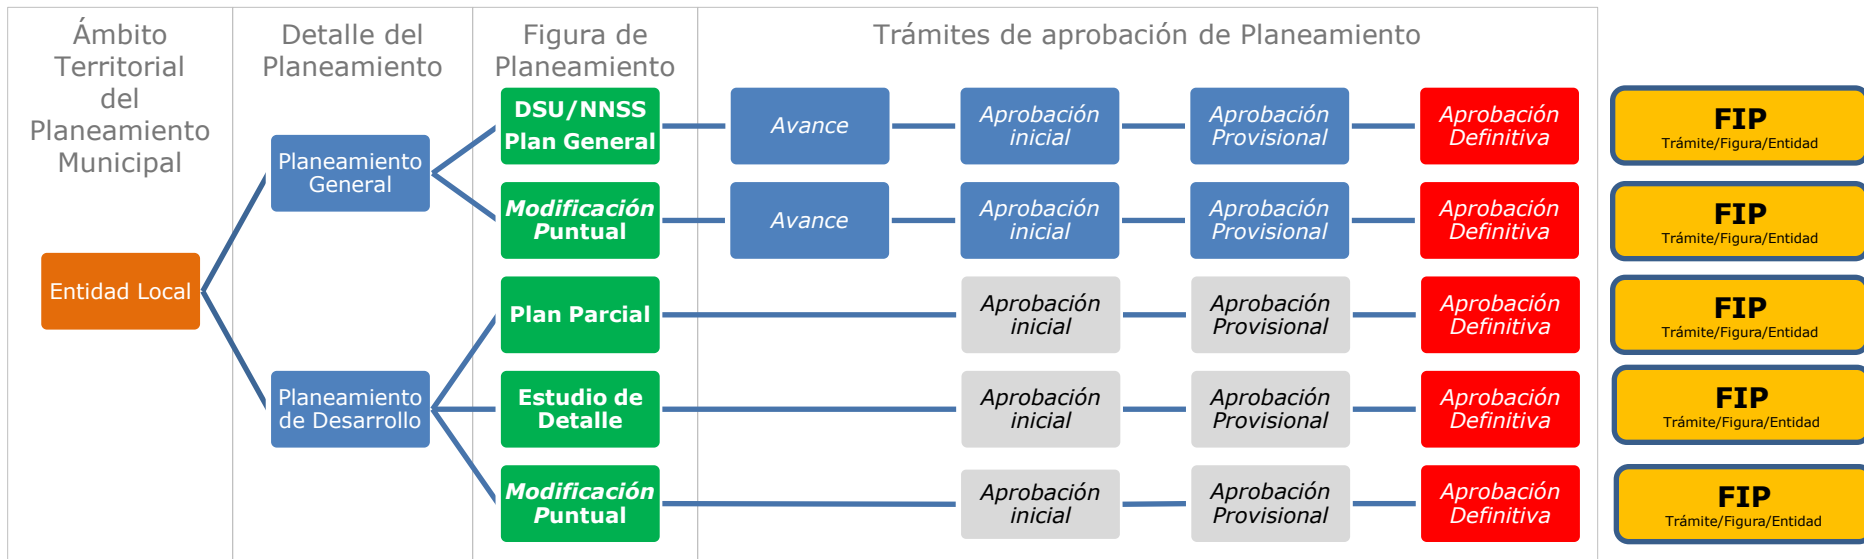 Ámbito
Territorial
del
Planeamiento
Municipal
Detalle del
Planeamiento
Figura de
Planeamiento
Trámites de aprobación de Planeamiento
Entidad Local
Planeamiento
General
Planeamiento
de Desarrollo
DSU/NNSS
Plan General
Avance
Aprobación
inicial
Aprobación
Provisional
Aprobación
Definitiva
FIP
Trámite/Figura/Entidad
Modificación
Puntual
Avance
Aprobación
inicial
Aprobación
Provisional
Aprobación
Definitiva
FIP
Trámite/Figura/Entidad
Plan Parcial
Aprobación
inicial
Aprobación
Provisional
Aprobación
Definitiva
FIP
Trámite/Figura/Entidad
Estudio de
Detalle
Aprobación
inicial
Aprobación
Provisional
Aprobación
Definitiva
FIP
Trámite/Figura/Entidad
Modificación
Puntual
Aprobación
inicial
Aprobación
Provisional
Aprobación
Definitiva
FIP
Trámite/Figura/Entidad